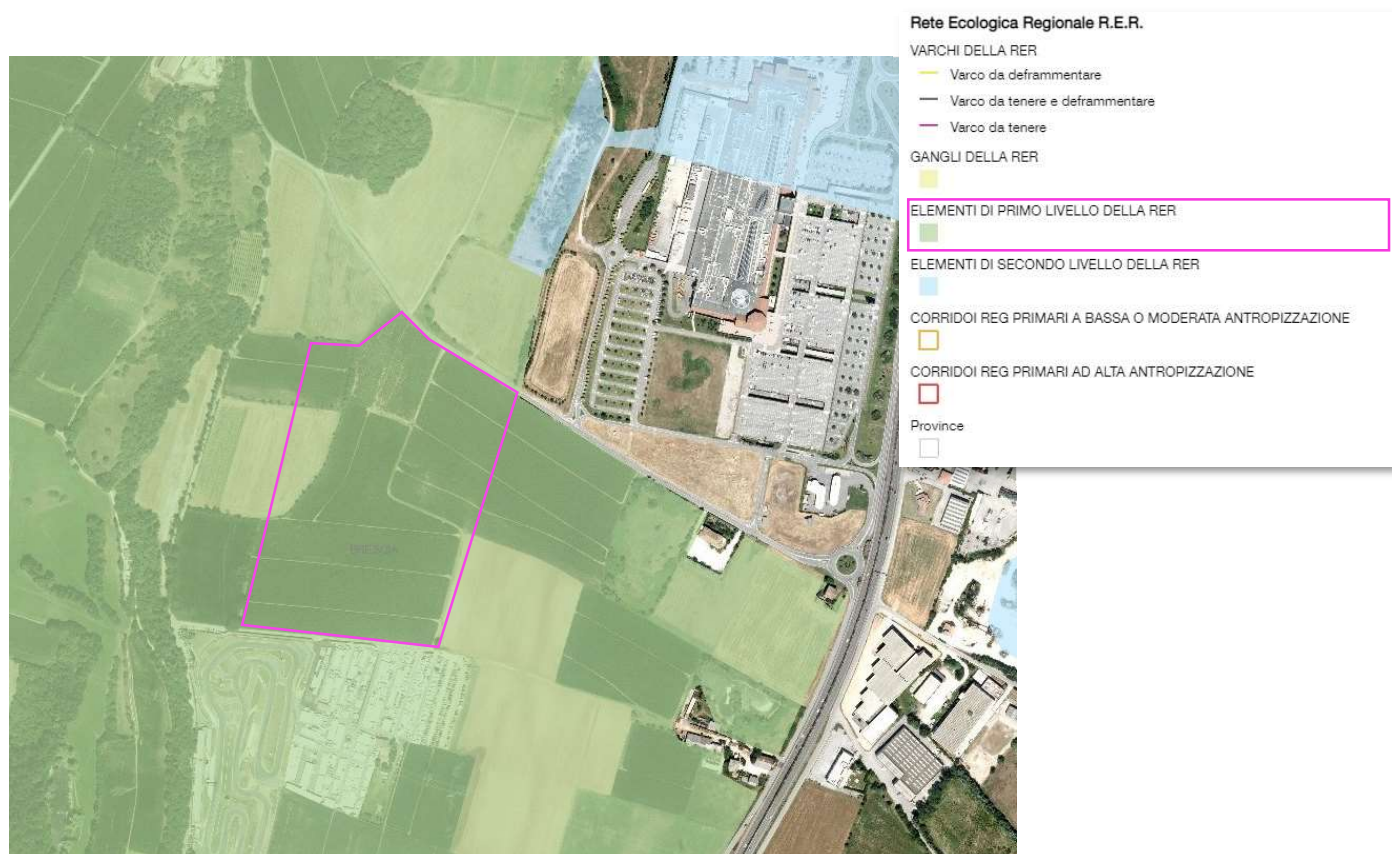 Rete Ecologica Regionale R.E.R.
VARCHI DELLA RER
Varco da deframmentare
Varco da tenere e deframmentare
Varco da tenere
GANGLI DELLA RER
ELEMENTI DI PRIMO LIVELLO DELLA RER
ELEMENTI DI SECONDO LIVELLO DELLA RER
CORRIDOI REG PRIMARI A BASSA O MODERATA ANTROPIZZAZIONE
CORRIDOI REG PRIMARI AD ALTA ANTROPIZZAZIONE
Province
BRESCIA